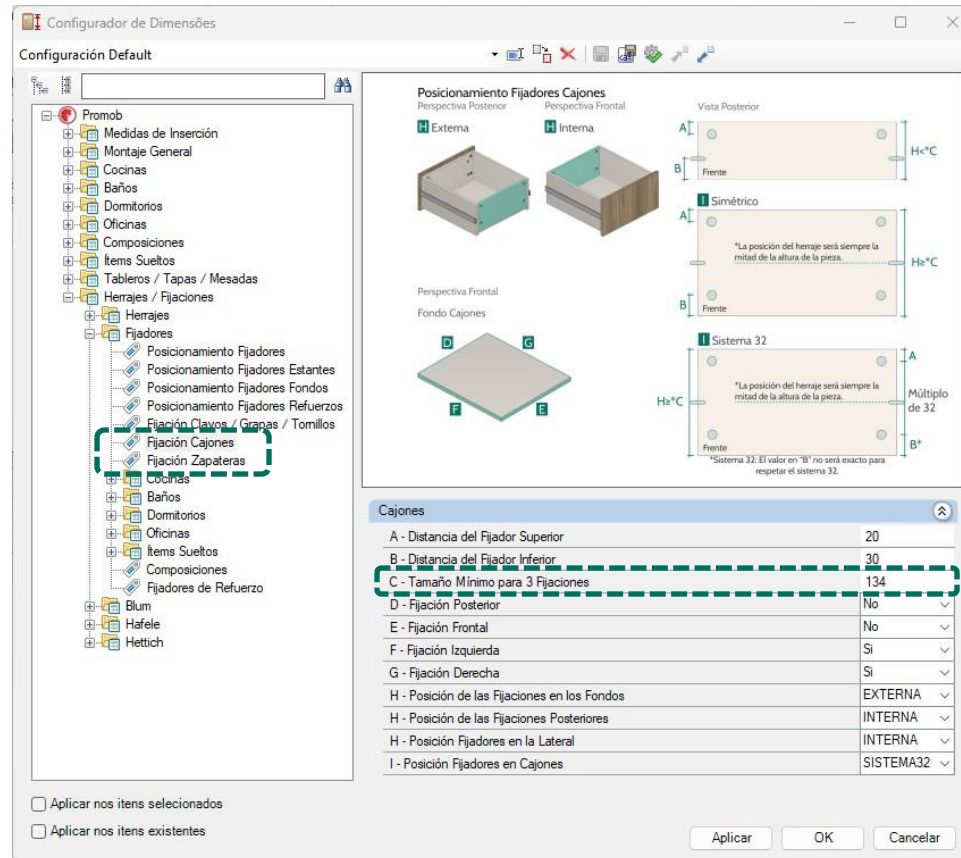 Configurador de Dimensões
Configuración Default
Promob
Medidas de Inserción
Montaje General
Cocinas
Baños
Dormitorios
Oficinas
Composiciones
Ítems Sueltos
Tableros / Tapas / Mesadas
Herrajes / Fijaciones
Herrajes
Fijadores
Posicionamiento Fijadores
Posicionamiento Fijadores Estantes
Posicionamiento Fijadores Fondos
Posicionamiento Fijadores Refuerzos
Fijación Clavos / Grapas / Tornillos
Fijación Cajones
Fijación Zapateras
Cocinas
Baños
Dormitorios
Oficinas
Ítems Sueltos
Composiciones
Fijadores de Refuerzo
Blum
Hafele
Hettich
Posicionamiento Fijadores Cajones
Perspectiva Posterior Perspectiva Frontal Vista Posterior
H Externa H Interna
A
B
Frente
H<*C
I Simétrico
A
*La posición del herraje será siempre la
mitad de la altura de la pieza.
H≥*C
B
Frente
Perspectiva Frontal
Fondo Cajones
D G
F E
I Sistema 32
A
*La posición del herraje será siempre la
mitad de la altura de la pieza.
H≥*C
Múltiplo
de 32
Frente
B*
*Sistema 32: El valor en "B" no será exacto para
respetar el sistema 32.
Cajones
A - Distancia del Fijador Superior 20
B - Distancia del Fijador Inferior 30
C - Tamaño Mínimo para 3 Fijaciones 134
D - Fijación Posterior No
E - Fijación Frontal No
F - Fijación Izquierda Si
G - Fijación Derecha Si
H - Posición de las Fijaciones en los Fondos EXTERNA
H - Posición de las Fijaciones Posteriores INTERNA
H - Posición Fijadores en la Lateral INTERNA
I - Posición Fijadores en Cajones SISTEMA32
Aplicar nos itens selecionados
Aplicar nos itens existentes
Aplicar OK Cancelar